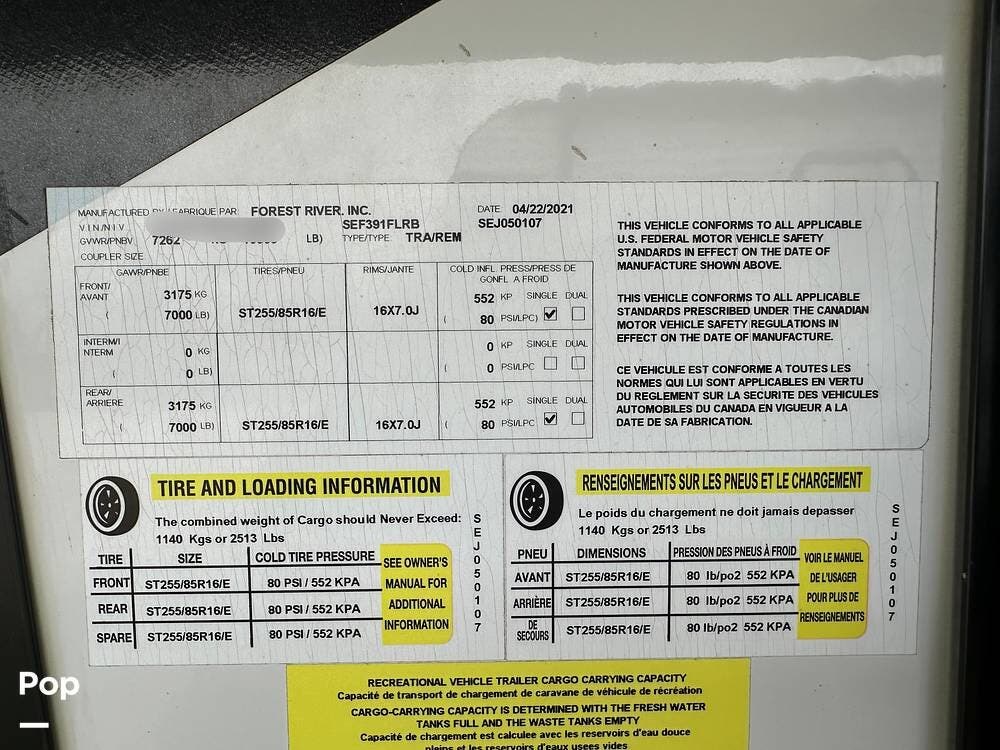 MANUFACTURED BY / FABRIQUE PAR: FOREST RIVER. INC.
DATE 04/22/2021
VIN/NIV
SEF391FLRB
SEJ050107
GVWR/PNBV 7262
LB) TYPE/TYPE: TRA/REM
COUPLER SIZE
GAWR/PNBE
TIRES/PNEU
RIMS/JANTE
COLD INFL. PRESS/PRESS DE
GONFL A FROID
FRONT/
AVANT
3175 KG
( 7000 LB)
ST255/85R16/E
16X7.0J
552 KP SINGLE DUAL
( 80 PSI/LPC)
INTERM/I
NTERM
0 KG
( 0 LB)
0 KP SINGLE DUAL
( 0 PSI/LPC
REAR/
ARRIERE
3175 KG
( 7000 LB)
ST255/85R16/E
16X7.0J
552 KP SINGLE DUAL
( 80 PSI/LPC
THIS VEHICLE CONFORMS TO ALL APPLICABLE
U.S. FEDERAL MOTOR VEHICLE SAFETY
STANDARDS IN EFFECT ON THE DATE OF
MANUFACTURE SHOWN ABOVE.
THIS VEHICLE CONFORMS TO ALL APPLICABLE
STANDARDS PRESCRIBED UNDER THE CANADIAN
MOTOR VEHICLE SAFETY REGULATIONS IN
EFFECT ON THE DATE OF MANUFACTURE.
CE VEHICULE EST CONFORME A TOUTES LES
NORMES QUI LUI SONT APPLICABLES EN VERTU
DU REGLEMENT SUR LA SECURITE DES VEHICULES
AUTOMOBILES DU CANADA EN VIGUEUR A LA
DATE DE SA FABRICATION.
TIRE AND LOADING INFORMATION
The combined weight of Cargo should Never Exceed:
1140 Kgs or 2513 Lbs
TIRE SIZE COLD TIRE PRESSURE
FRONT ST255/85R16/E 80 PSI / 552 KPA
REAR ST255/85R16/E 80 PSI / 552 KPA
SPARE ST255/85R16/E 80 PSI / 552 KPA
SEE OWNER'S
MANUAL FOR
ADDITIONAL
INFORMATION
SEJ050107
RENSEIGNEMENTS SUR LES PNEUS ET LE CHARGEMENT
Le poids du chargement ne doit jamais depasser
1140 Kgs or 2513 Lbs
PNEU DIMENSIONS PRESSION DES PNEUS À FROID
AVANT ST255/85R16/E 80 lb/po2 552 KPA
ARRIÈRE ST255/85R16/E 80 lb/po2 552 KPA
DE
SECOURS ST255/85R16/E 80 lb/po2 552 KPA
VOIR LE MANUEL
DE L'USAGER
POUR PLUS DE
RENSEIGNEMENTS
SEJ050107
RECREATIONAL VEHICLE TRAILER CARGO CARRYING CAPACITY
Capacité de transport de chargement de caravane de véhicule de récréation
CARGO-CARRYING CAPACITY IS DETERMINED WITH THE FRESH WATER
TANKS FULL AND THE WASTE TANKS EMPTY
Capacité de chargement est calculee avec les reservoirs d'eau douce
pleins et les reservoirs d'eaux usees vides
Pop